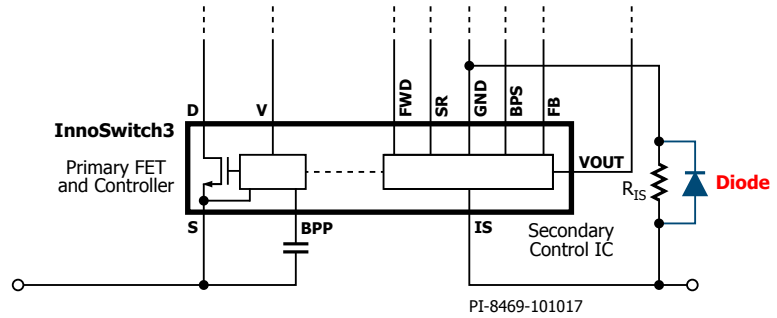 D
V
FWD
SR
GND
BPS
FB
InnoSwitch3
Primary FET
and Controller
VOUT
RIS
Diode
S
BPP
IS
Secondary
Control IC
PI-8469-101017